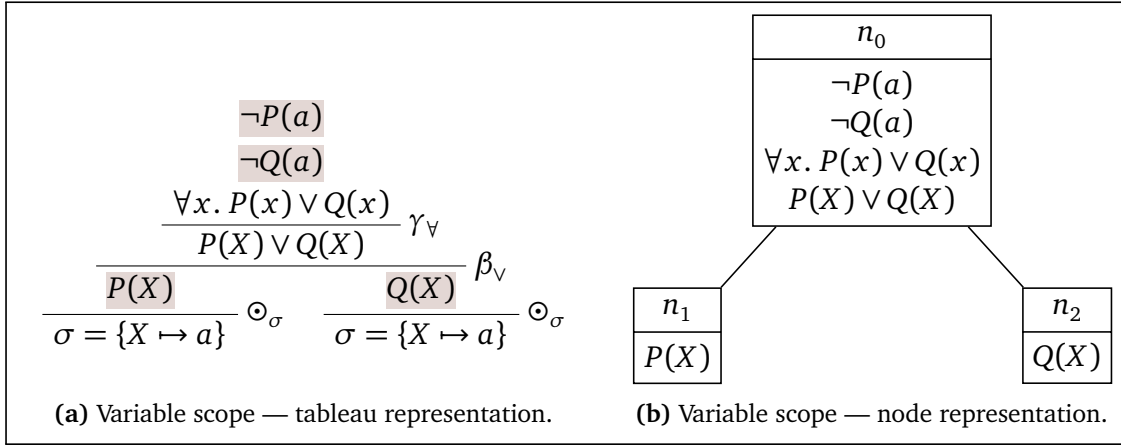 ¬P(a)
¬Q(a)
∀x. P(x) ∨ Q(x)
γ∀
P(X) ∨ Q(X)
β∨
P(X)
Q(X)
σ = {X ↦ a} ⊙σ
σ = {X ↦ a} ⊙σ
(a) Variable scope — tableau representation.
n₀
¬P(a)
¬Q(a)
∀x. P(x) ∨ Q(x)
P(X) ∨ Q(X)
n₁
P(X)
n₂
Q(X)
(b) Variable scope — node representation.